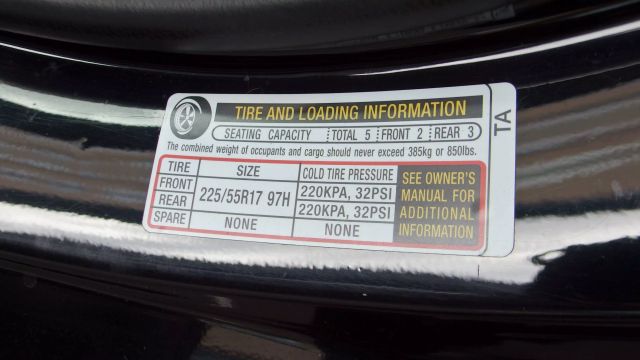 TIRE AND LOADING INFORMATION
SEATING CAPACITY TOTAL 5 FRONT 2 REAR 3
The combined weight of occupants and cargo should never exceed 385kg or 850lbs.
TIRE SIZE COLD TIRE PRESSURE
FRONT 225/55R17 97H 220KPA, 32PSI
REAR 220KPA, 32PSI
SPARE NONE NONE
SEE OWNER'S
MANUAL FOR
ADDITIONAL
INFORMATION
TA